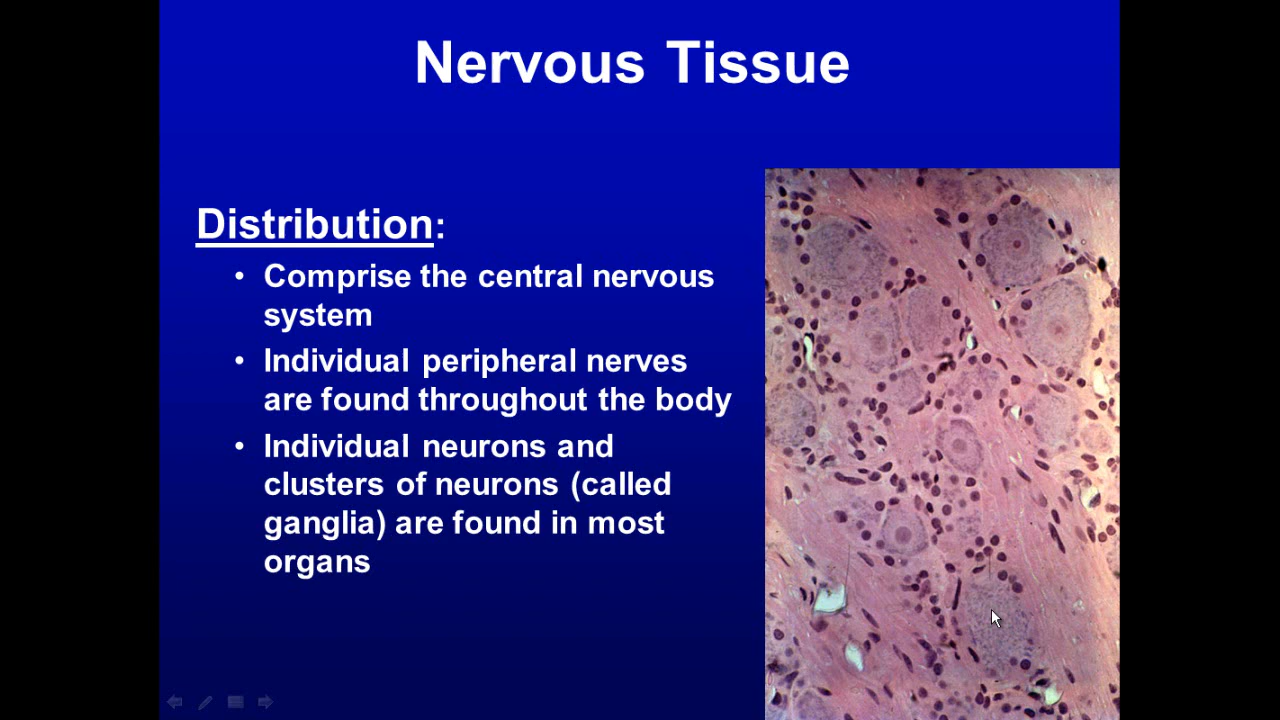 Nervous Tissue
Distribution:
• Comprise the central nervous
system
• Individual peripheral nerves
are found throughout the body
• Individual neurons and
clusters of neurons (called
ganglia) are found in most
organs